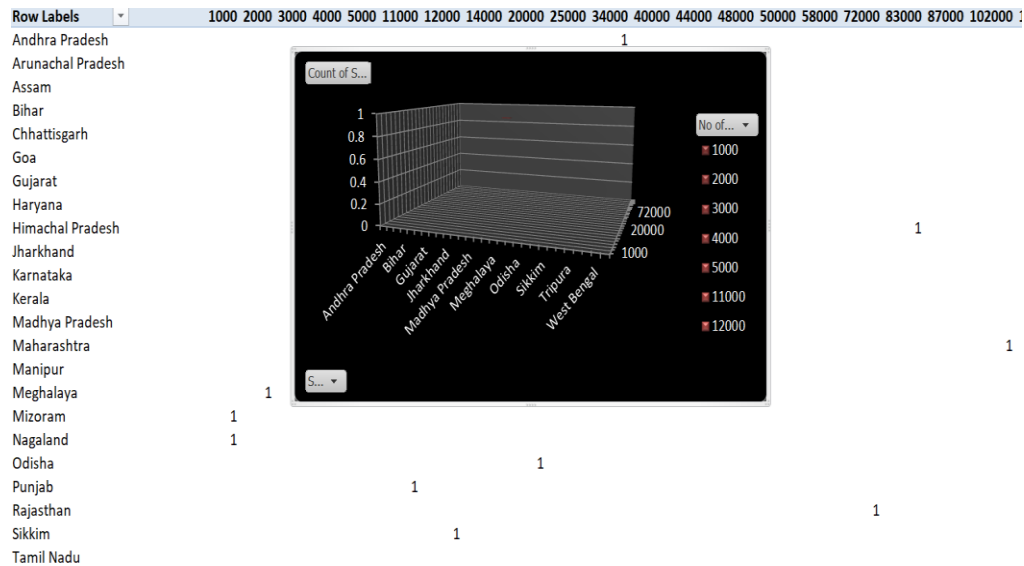 Row Labels 1000 2000 3000 4000 5000 11000 12000 14000 20000 25000 34000 40000 44000 48000 50000 58000 72000 83000 87000 102000 1
Andhra Pradesh 1
Arunachal Pradesh
Assam
Bihar
Chhattisgarh
Goa
Gujarat
Haryana
Himachal Pradesh 1
Jharkhand
Karnataka
Kerala
Madhya Pradesh
Maharashtra 1
Manipur
Meghalaya 1
Mizoram 1
Nagaland 1
Odisha 1
Punjab 1
Rajasthan 1
Sikkim 1
Tamil Nadu
Count of S...
1
0.8
0.6
0.4
0.2
0
Andhra Pradesh
Bihar
Gujarat
Jharkhand
Madhya Pradesh
Meghalaya
Odisha
Sikkim
Tripura
West Bengal
72000
20000
1000
No of...
1000
2000
3000
4000
5000
11000
12000
S...